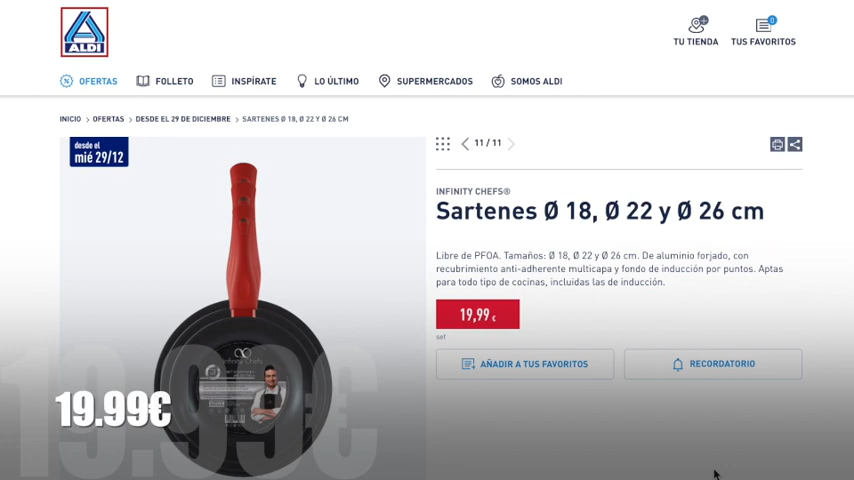 ALDI
TU TIENDA
0
TUS FAVORITOS
OFERTAS
FOLLETO
INSPÍRATE
LO ÚLTIMO
SUPERMERCADOS
SOMOS ALDI
INICIO > OFERTAS > DESDE EL 29 DE DICIEMBRE > SARTENES Ø 18, Ø 22 Y Ø 26 CM
desde el
mié 29/12
11 / 11
INFINITY CHEFS®
Sartenes Ø 18, Ø 22 y Ø 26 cm
Libre de PFOA. Tamaños: Ø 18, Ø 22 y Ø 26 cm. De aluminio forjado, con
recubrimiento anti-adherente multicapa y fondo de inducción por puntos. Aptas
para todo tipo de cocinas, incluidas las de inducción.
19,99 €
set
AÑADIR A TUS FAVORITOS
RECORDATORIO
Infinity Chefs
19.99€
19.99€